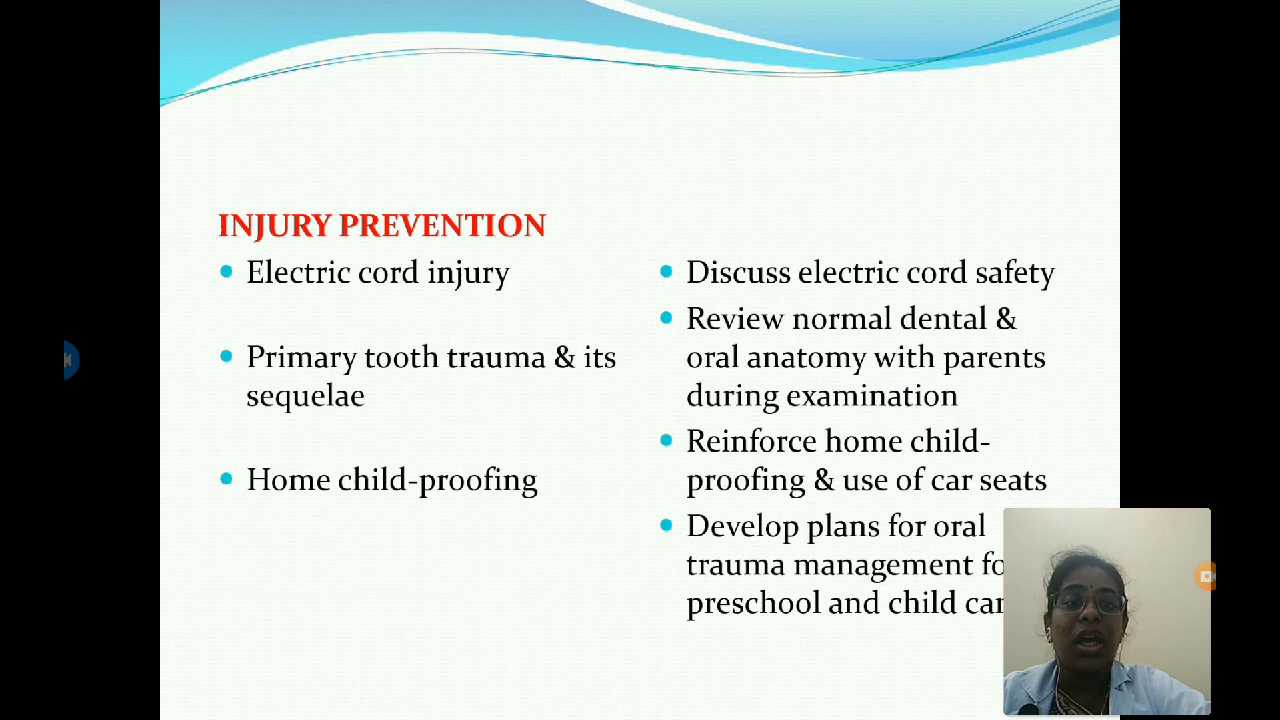 INJURY PREVENTION
Electric cord injury
Primary tooth trauma & its
sequelae
Home child-proofing
Discuss electric cord safety
Review normal dental &
oral anatomy with parents
during examination
Reinforce home child-
proofing & use of car seats
Develop plans for oral
trauma management
preschool and child